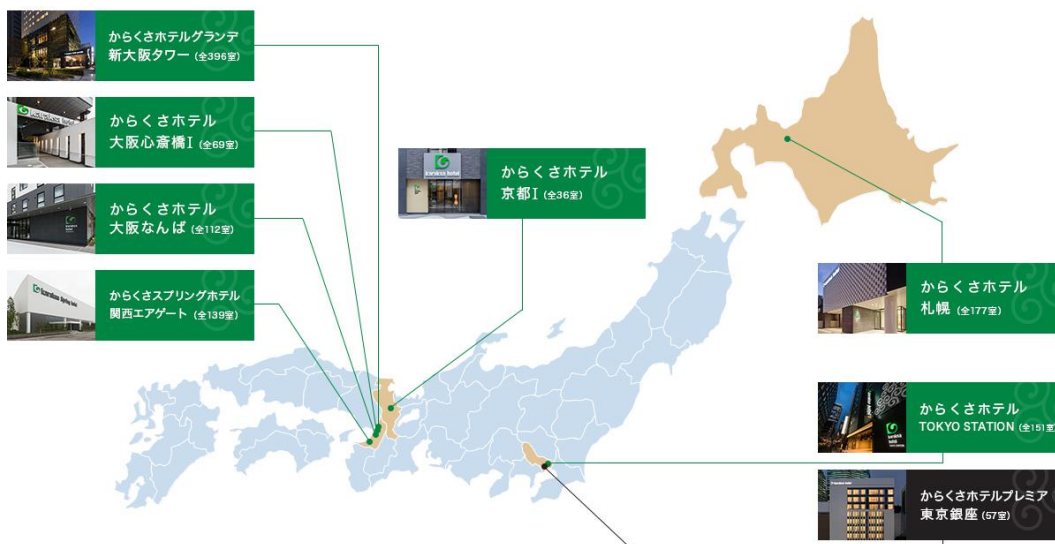 からくさホテルグランデ
新大阪タワー (全396室)
からくさホテル
大阪心斎橋I (全69室)
からくさホテル
大阪なんば (全112室)
からくさスプリングホテル
関西エアゲート (全139室)
からくさホテル
京都I (全36室)
からくさホテル
札幌 (全177室)
からくさホテル
TOKYO STATION (全151室)
からくさホテルプレミア
東京銀座 (57室)